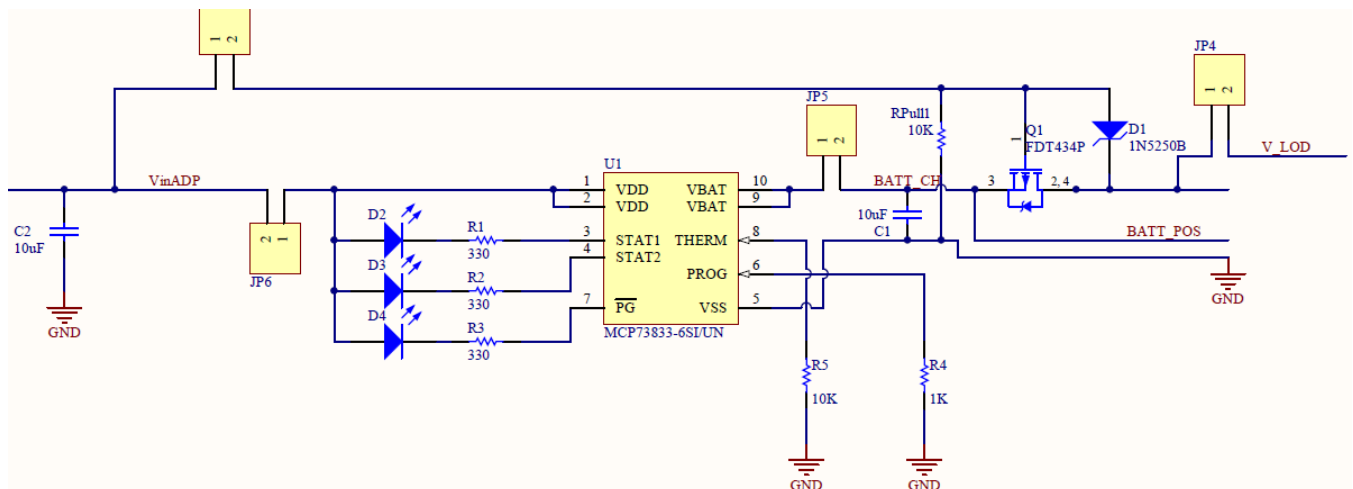 1 2
JP4
1 2
V_LOD
JP5
1 2
RPull1
10K
Q1
1
FDT434P
D1
1N5250B
U1
VinADP
1 VDD VBAT 10
2 VDD VBAT 9
BATT_CH
3 2,4
C2
10uF
2 1
JP6
D2
R1
330
3 STAT1 THERM 8
4 STAT2
10uF
C1
BATT_POS
D3
R2
330
PROG 6
D4
R3
330
7 PG VSS 5
MCP73833-6SI/UN
GND
GND
R5
10K
R4
1K
GND
GND